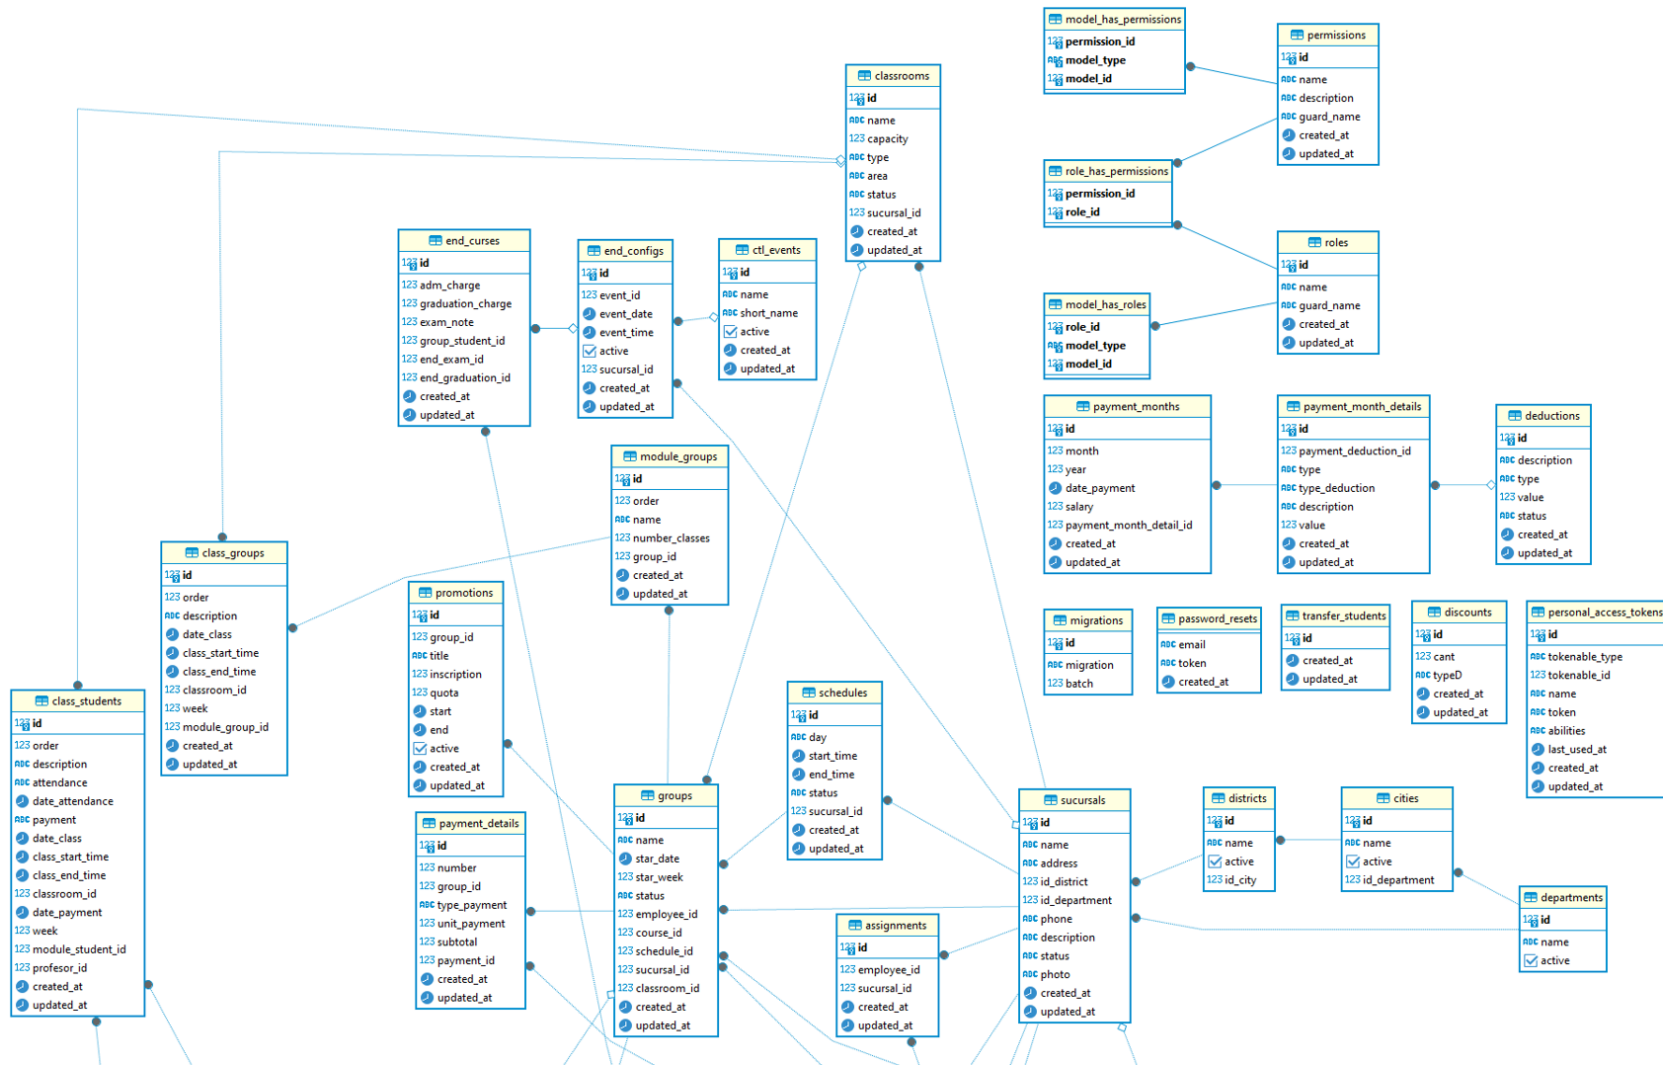 model_has_permissions
permission_id
model_type
model_id
permissions
id
name
description
guard_name
created_at
updated_at
classrooms
id
name
capacity
type
area
status
sucursal_id
created_at
updated_at
role_has_permissions
permission_id
role_id
roles
id
name
guard_name
created_at
updated_at
model_has_roles
role_id
model_type
model_id
end_curses
id
adm_charge
graduation_charge
exam_note
group_student_id
end_exam_id
end_graduation_id
created_at
updated_at
end_configs
id
event_id
event_date
event_time
active
sucursal_id
created_at
updated_at
ctl_events
id
name
short_name
active
created_at
updated_at
payment_months
id
month
year
date_payment
salary
payment_month_detail_id
created_at
updated_at
payment_month_details
id
payment_deduction_id
type
type_deduction
description
value
created_at
updated_at
deductions
id
description
type
value
status
created_at
updated_at
module_groups
id
order
name
number_classes
group_id
created_at
updated_at
class_groups
id
order
description
date_class
class_start_time
class_end_time
classroom_id
week
module_group_id
created_at
updated_at
promotions
id
group_id
title
inscription
quota
start
end
active
created_at
updated_at
migrations
id
migration
batch
password_resets
email
token
created_at
transfer_students
id
created_at
updated_at
discounts
id
cant
typeD
created_at
updated_at
personal_access_tokens
id
tokenable_type
tokenable_id
name
token
abilities
last_used_at
created_at
updated_at
class_students
id
order
description
attendance
date_attendance
payment
date_class
class_start_time
class_end_time
classroom_id
date_payment
week
module_student_id
profesor_id
created_at
updated_at
schedules
id
day
start_time
end_time
status
sucursal_id
created_at
updated_at
payment_details
id
number
group_id
type_payment
unit_payment
subtotal
payment_id
created_at
updated_at
groups
id
name
star_date
star_week
status
employee_id
course_id
schedule_id
sucursal_id
classroom_id
created_at
updated_at
assignments
id
employee_id
sucursal_id
created_at
updated_at
sucursals
id
name
address
id_district
id_department
phone
description
status
photo
created_at
updated_at
districts
id
name
active
id_city
cities
id
name
active
id_department
departments
id
name
active